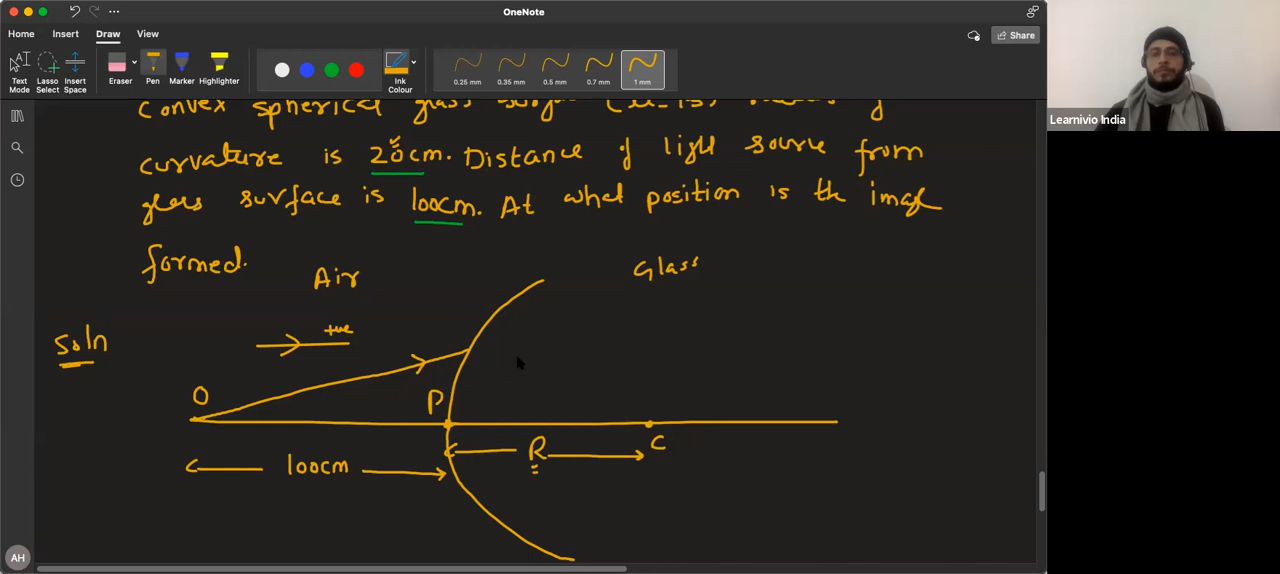 OneNote
Home Insert Draw View
Share
Text Mode
Lasso Select
Insert Space
Eraser
Pen
Marker
Highlighter
Ink Colour
0.25 mm
0.35 mm
0.5 mm
0.7 mm
1 mm
Learnivio India
Convex spherical glass
curvature is 20cm. Distance of light source from
glass surface is 100cm. At what position is the image
formed.
Air
Glass
Soln
+ve
O
P
R
C
100cm
AH